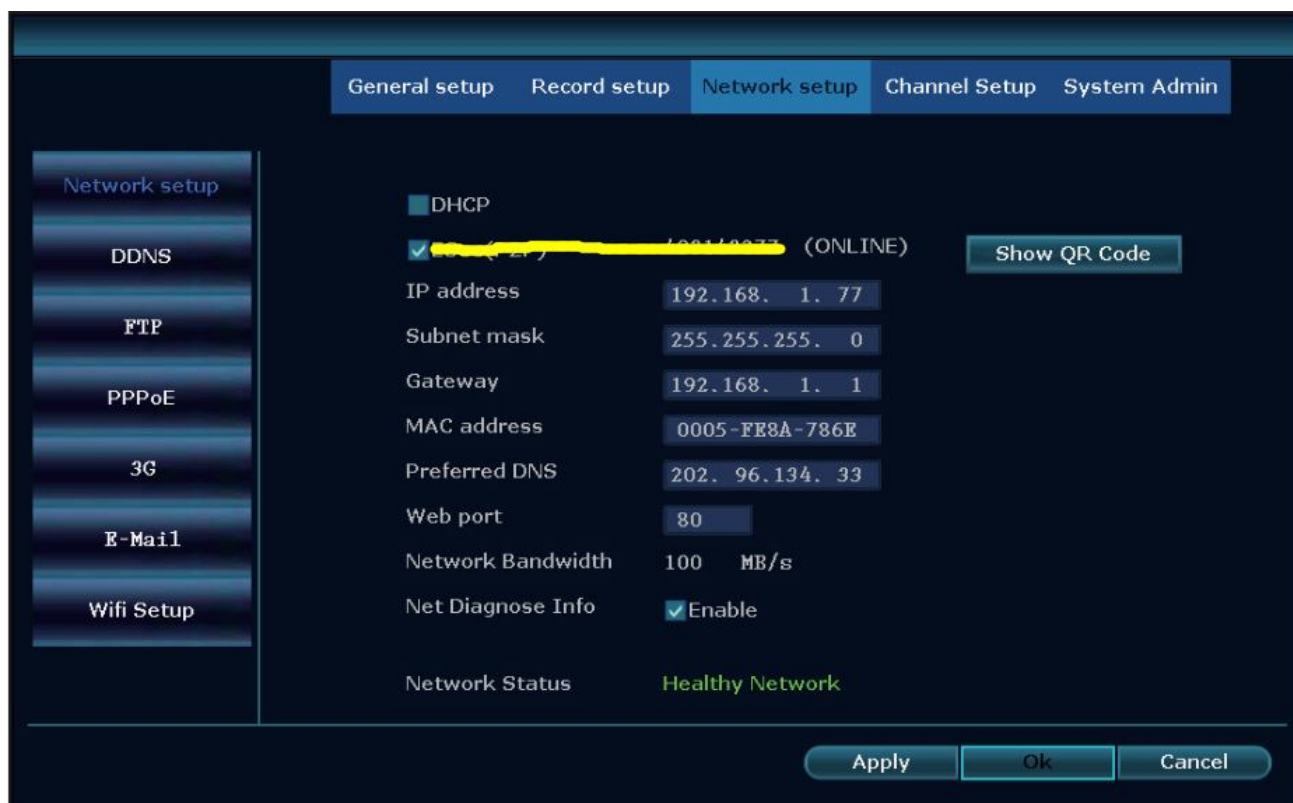 General setup Record setup Network setup Channel Setup System Admin
Network setup
DDNS
FTP
PPPoE
3G
E-Mail
Wifi Setup
DHCP
(ONLINE) Show QR Code
IP address 192.168. 1. 77
Subnet mask 255.255.255. 0
Gateway 192.168. 1. 1
MAC address 0005-FE8A-786E
Preferred DNS 202. 96.134. 33
Web port 80
Network Bandwidth 100 MB/s
Net Diagnose Info Enable
Network Status Healthy Network
Apply Ok Cancel